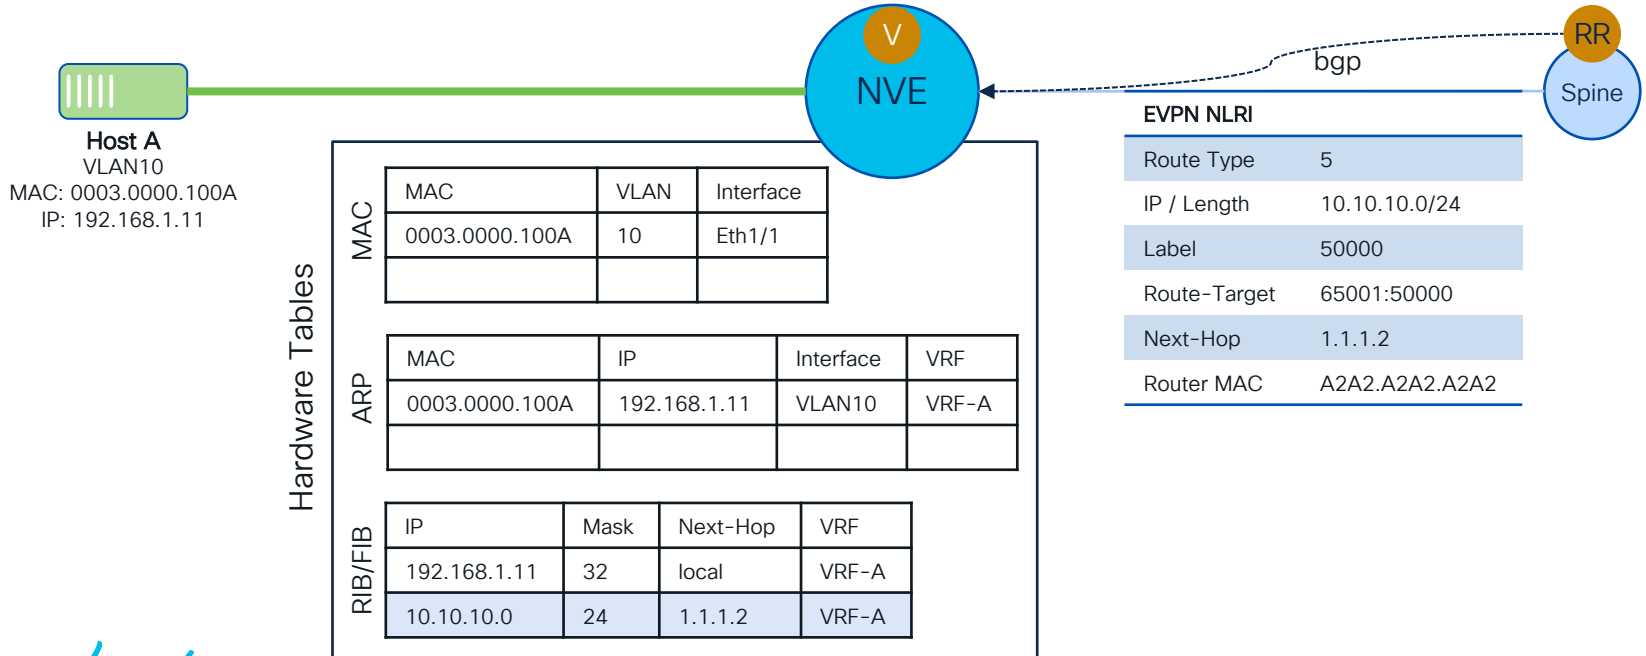 V
NVE
RR
Spine
bgp
Host A
VLAN10
MAC: 0003.0000.100A
IP: 192.168.1.11
Hardware Tables
MAC
MAC VLAN Interface
0003.0000.100A 10 Eth1/1
ARP
MAC IP Interface VRF
0003.0000.100A 192.168.1.11 VLAN10 VRF-A
RIB/FIB
IP Mask Next-Hop VRF
192.168.1.11 32 local VRF-A
10.10.10.0 24 1.1.1.2 VRF-A
EVPN NLRI
Route Type 5
IP / Length 10.10.10.0/24
Label 50000
Route-Target 65001:50000
Next-Hop 1.1.1.2
Router MAC A2A2.A2A2.A2A2